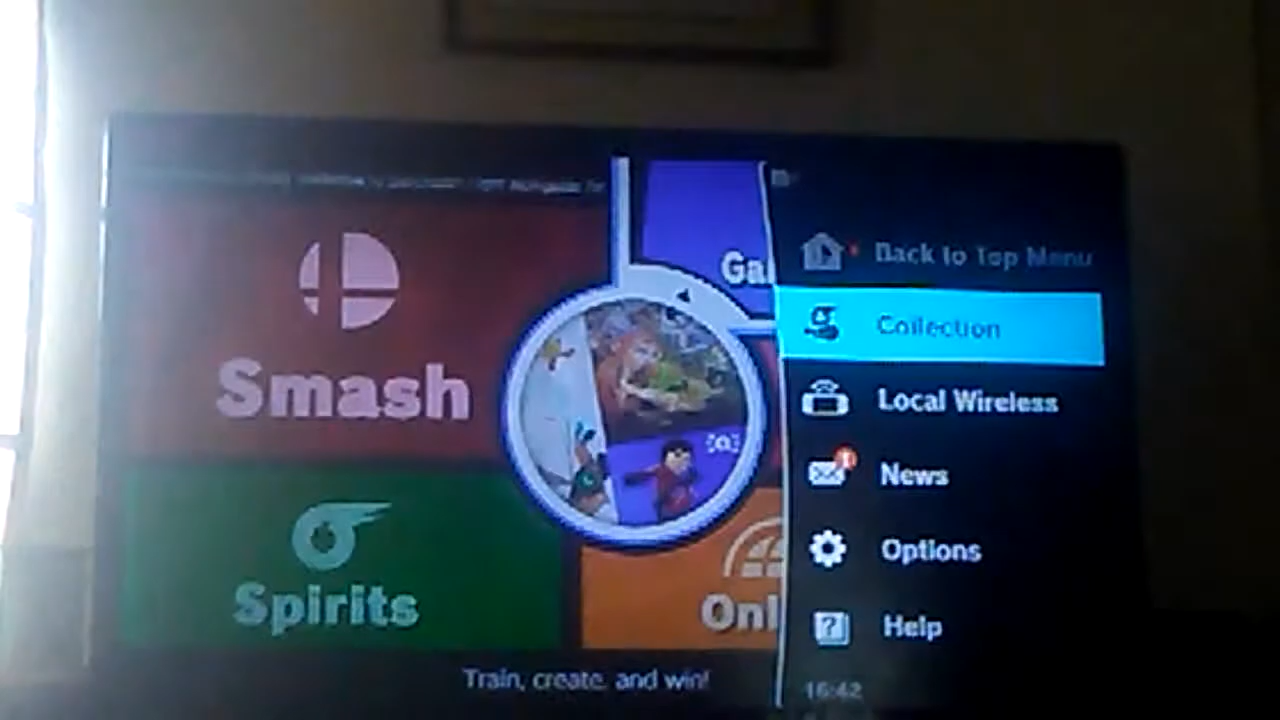 Smash
Spirits
Ga
Onl
Train, create, and win!
Back to Top Menu
Collection
Local Wireless
News
Options
Help
16:42